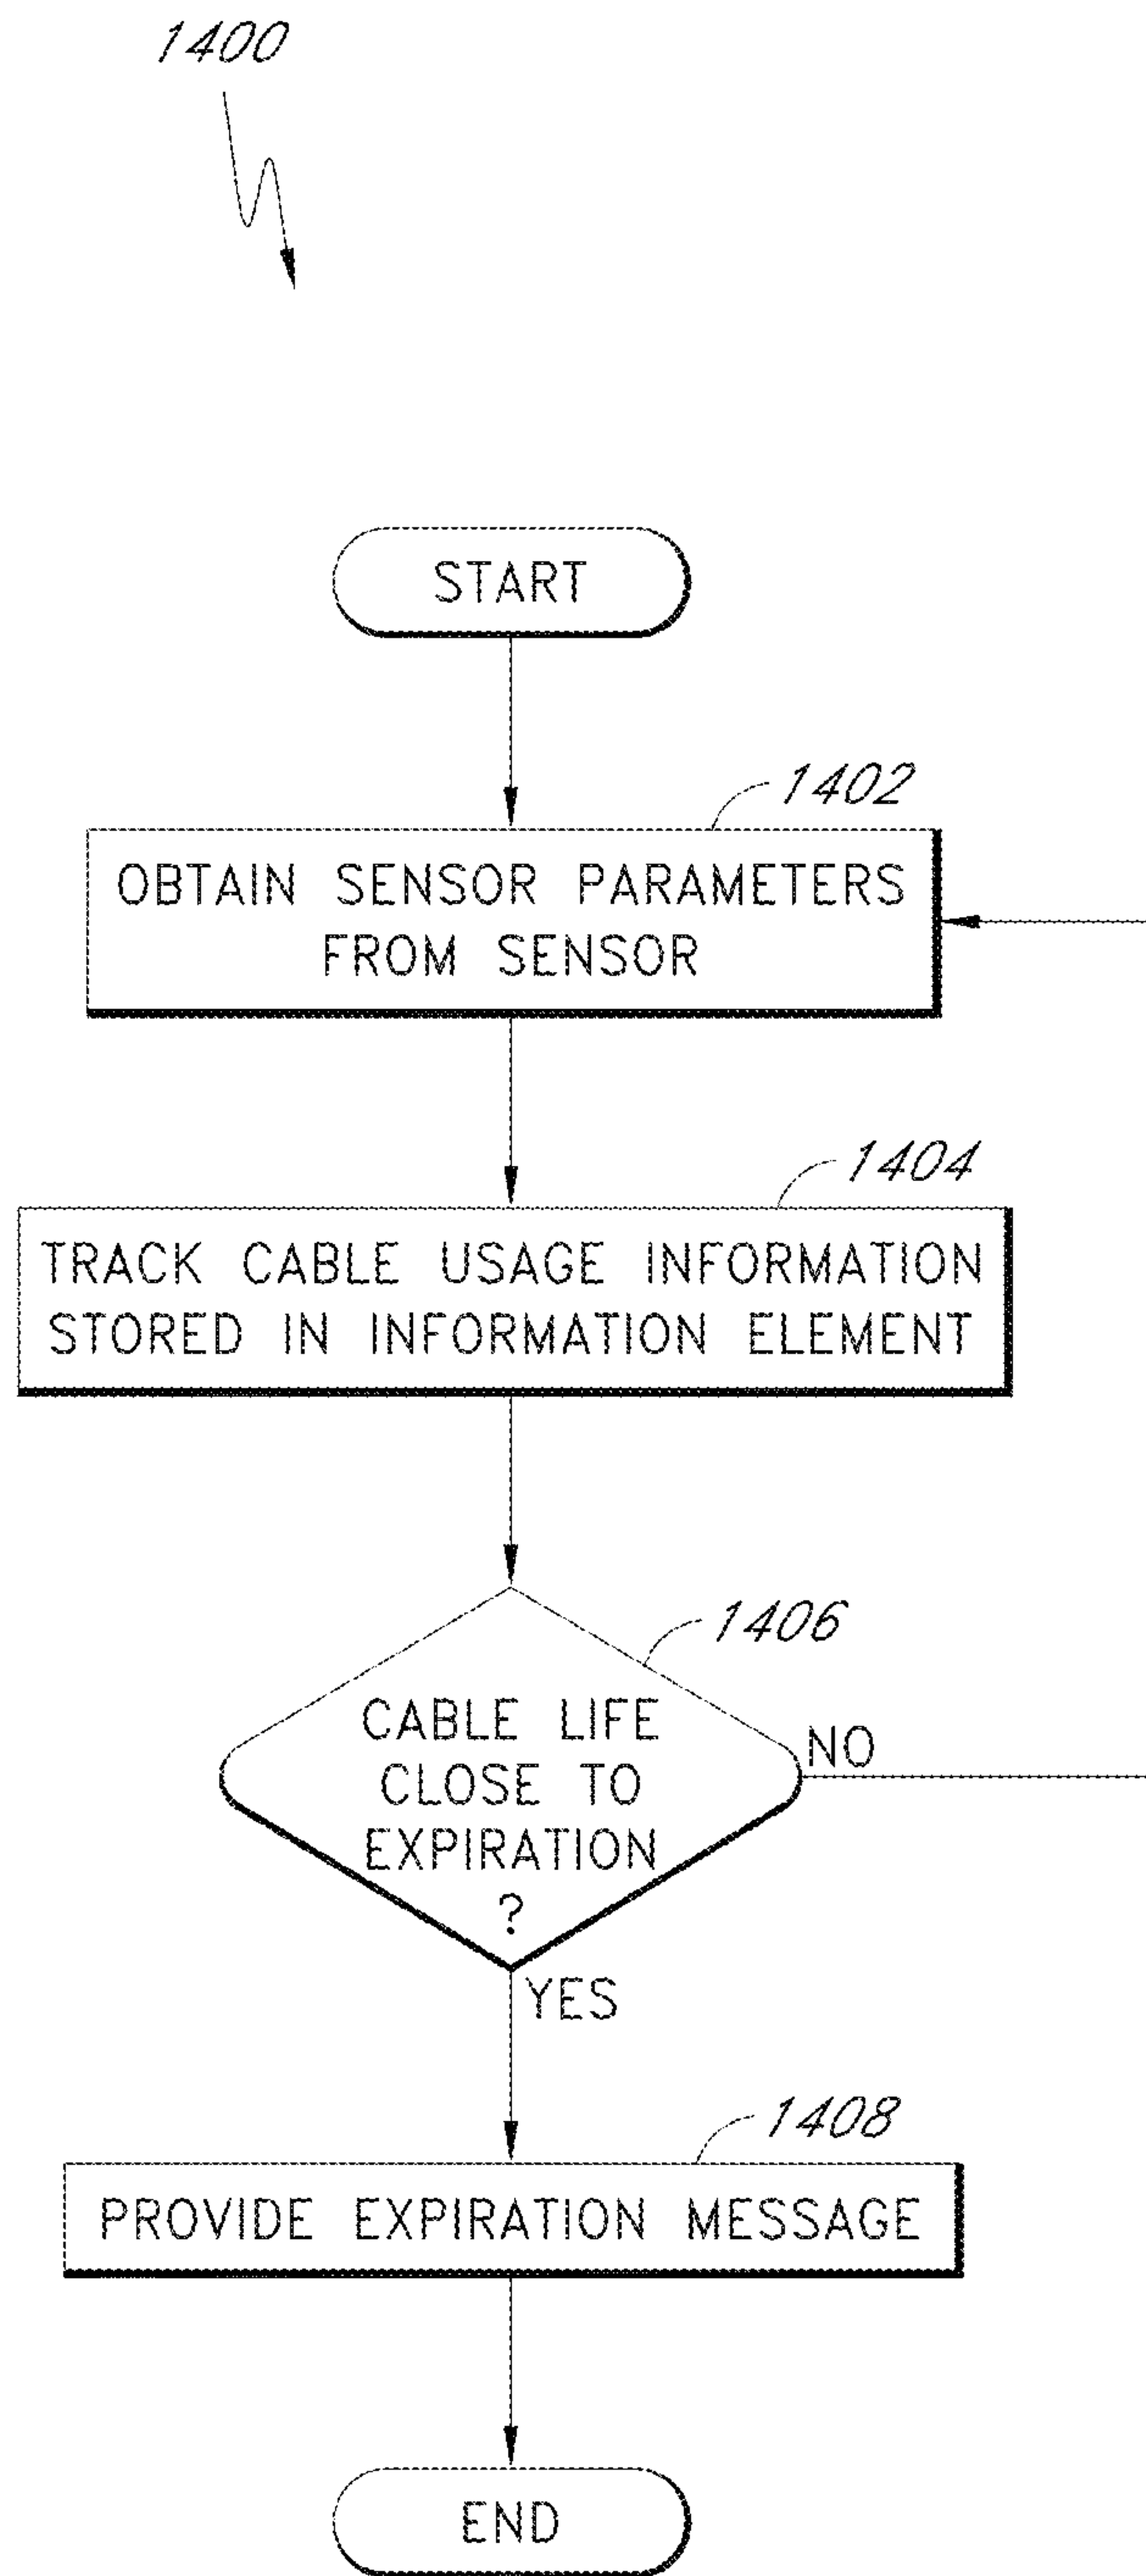 1400
START
1402
OBTAIN SENSOR PARAMETERS
FROM SENSOR
1404
TRACK CABLE USAGE INFORMATION
STORED IN INFORMATION ELEMENT
1406
CABLE LIFE
CLOSE TO
EXPIRATION
?
NO
YES
1408
PROVIDE EXPIRATION MESSAGE
END